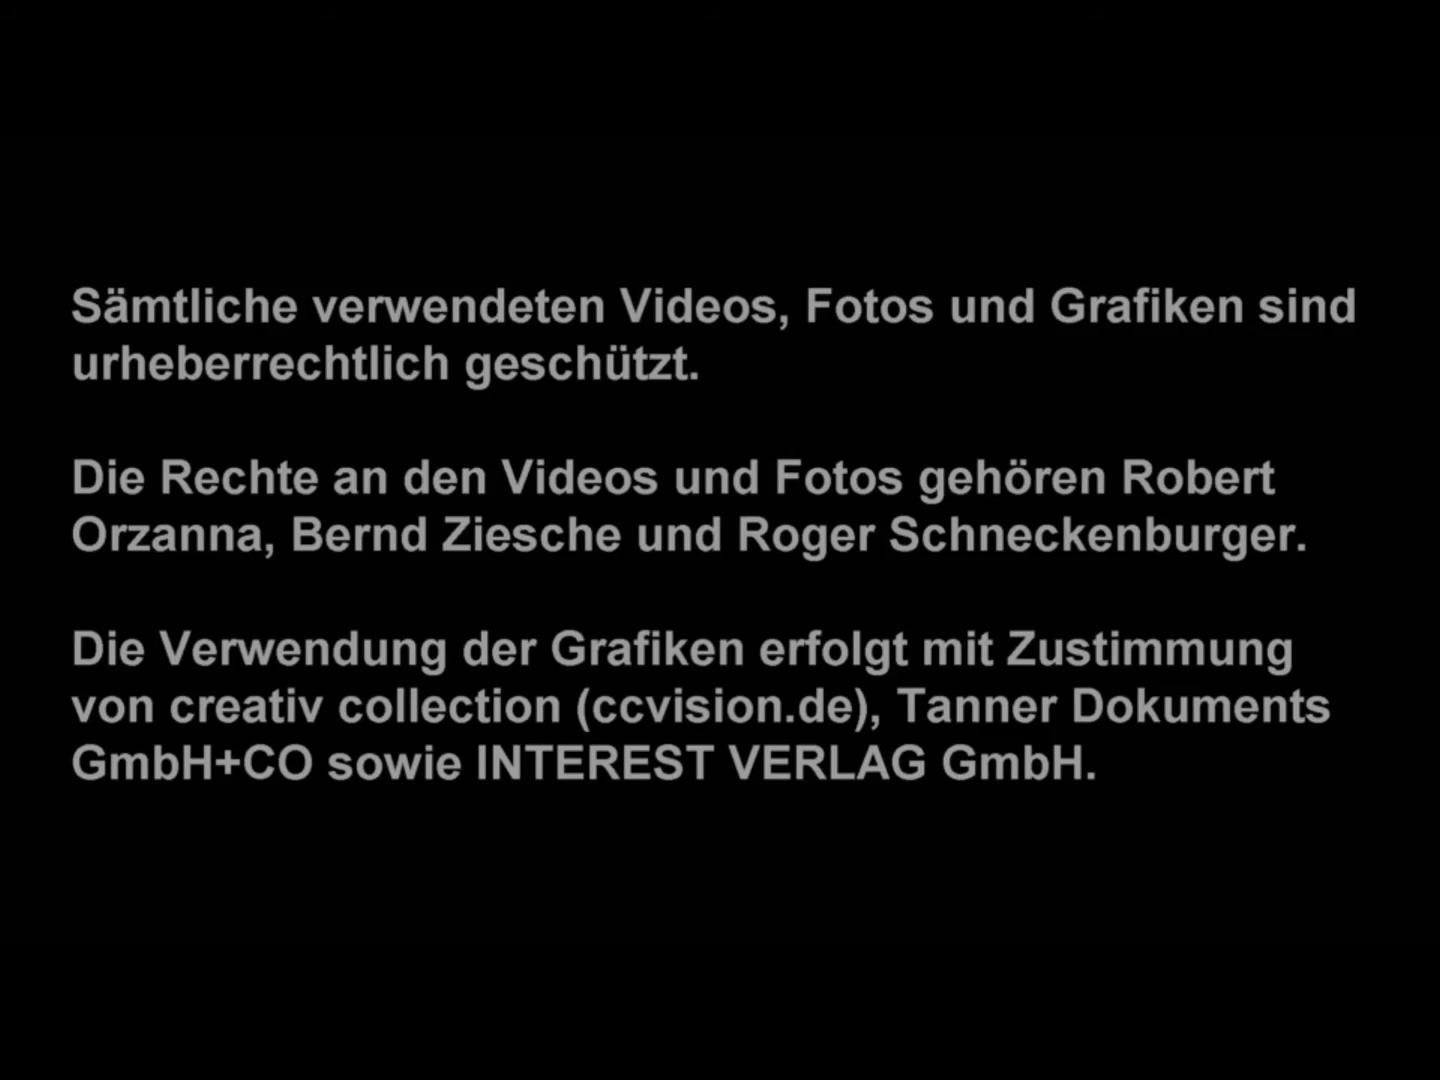 Sämtliche verwendeten Videos, Fotos und Grafiken sind
urheberrechtlich geschützt.
Die Rechte an den Videos und Fotos gehören Robert
Orzanna, Bernd Ziesche und Roger Schneckenburger.
Die Verwendung der Grafiken erfolgt mit Zustimmung
von creativ collection (ccvision.de), Tanner Dokuments
GmbH+CO sowie INTEREST VERLAG GmbH.